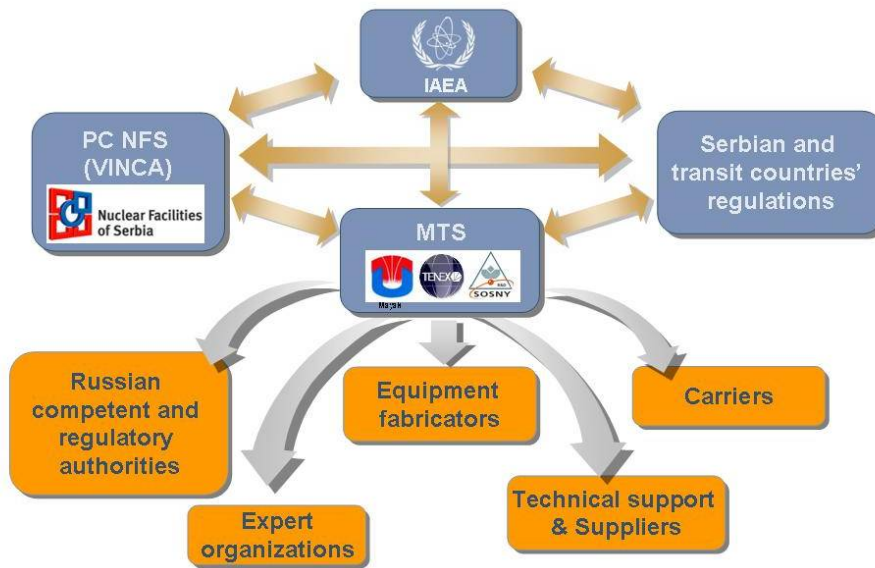 IAEA
PC NFS
(VINCA)
Nuclear Facilities
of Serbia
Serbian and
transit countries’
regulations
MTS
Mayak
TENEX
SOSNY
Russian
competent and
regulatory
authorities
Equipment
fabricators
Carriers
Expert
organizations
Technical support
& Suppliers